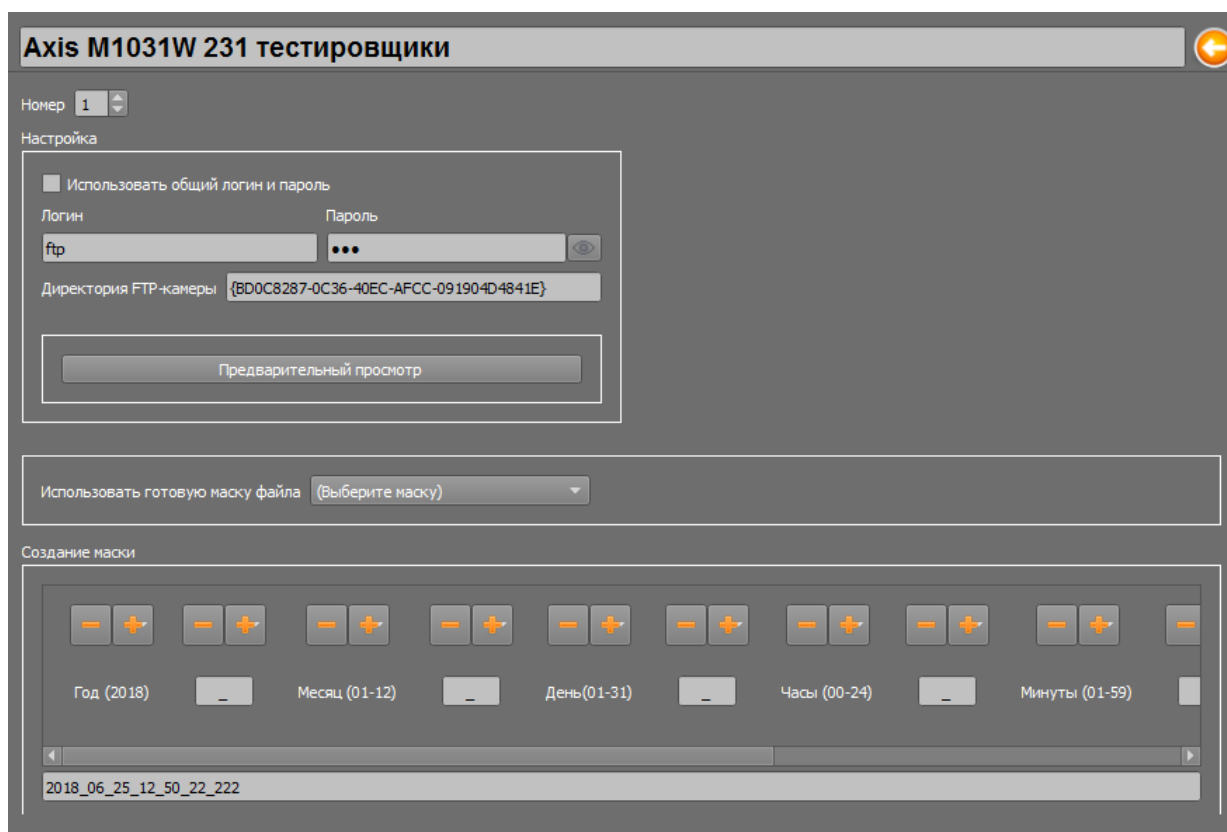 Axis M1031W 231 тестировщики
Номер 1
Настройка
Использовать общий логин и пароль
Логин Пароль
ftp •••
Директория FTP-камеры {BD0C8287-0C36-40EC-AFCC-091904D4841E}
Предварительный просмотр
Использовать готовую маску файла (Выберите маску)
Создание маски
Год (2018) _ Месяц (01-12) _ День(01-31) _ Часы (00-24) _ Минуты (01-59)
2018_06_25_12_50_22_222